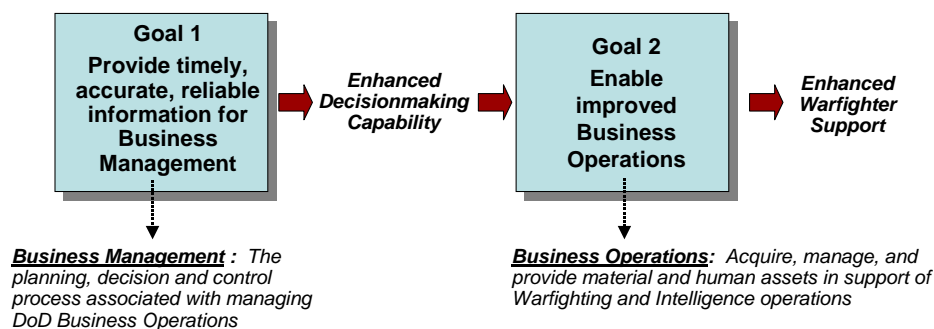 Goal 1
Provide timely,
accurate, reliable
information for
Business
Management
Enhanced
Decisionmaking
Capability
Goal 2
Enable
improved
Business
Operations
Enhanced
Warfighter
Support
Business Management : The
planning, decision and control
process associated with managing
DoD Business Operations
Business Operations: Acquire, manage, and
provide material and human assets in support of
Warfighting and Intelligence operations